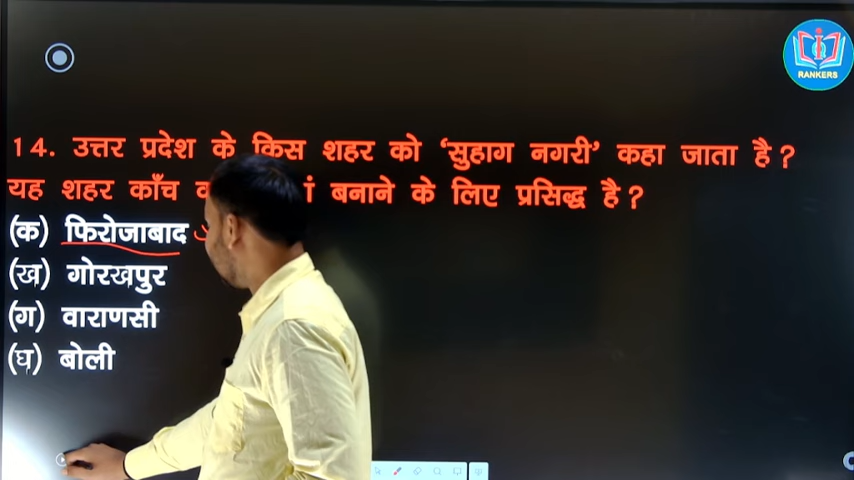 RANKERS
14. उत्तर प्रदेश के किस शहर को ‘सुहाग नगरी’ कहा जाता है?
यह शहर काँच बनाने के लिए प्रसिद्ध है?
(क) फिरोजाबाद
(ख) गोरखपुर
(ग) वाराणसी
(घ) बोली